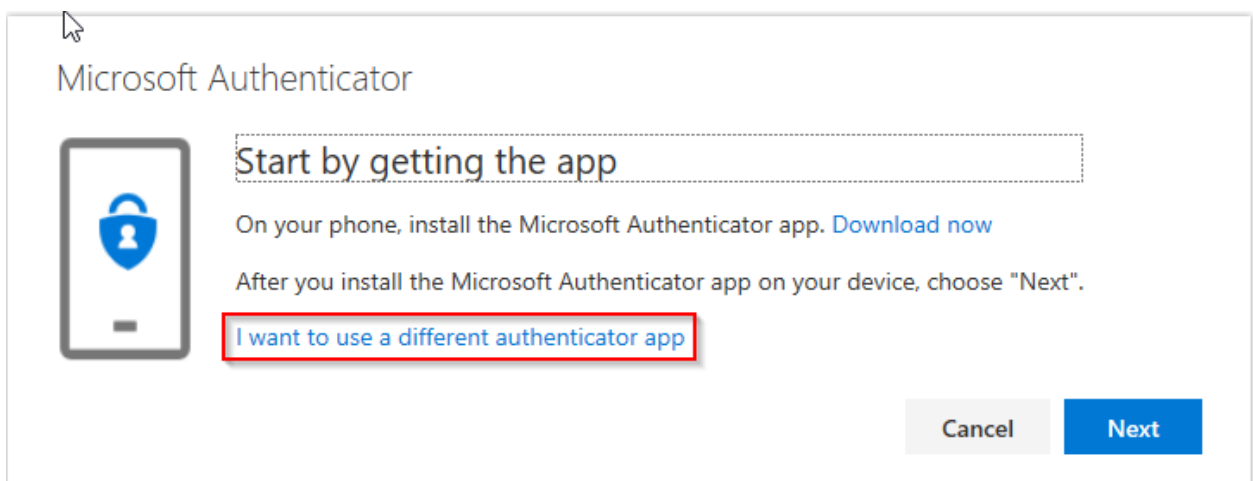 Microsoft Authenticator
Start by getting the app
On your phone, install the Microsoft Authenticator app. Download now
After you install the Microsoft Authenticator app on your device, choose "Next".
I want to use a different authenticator app
Cancel Next